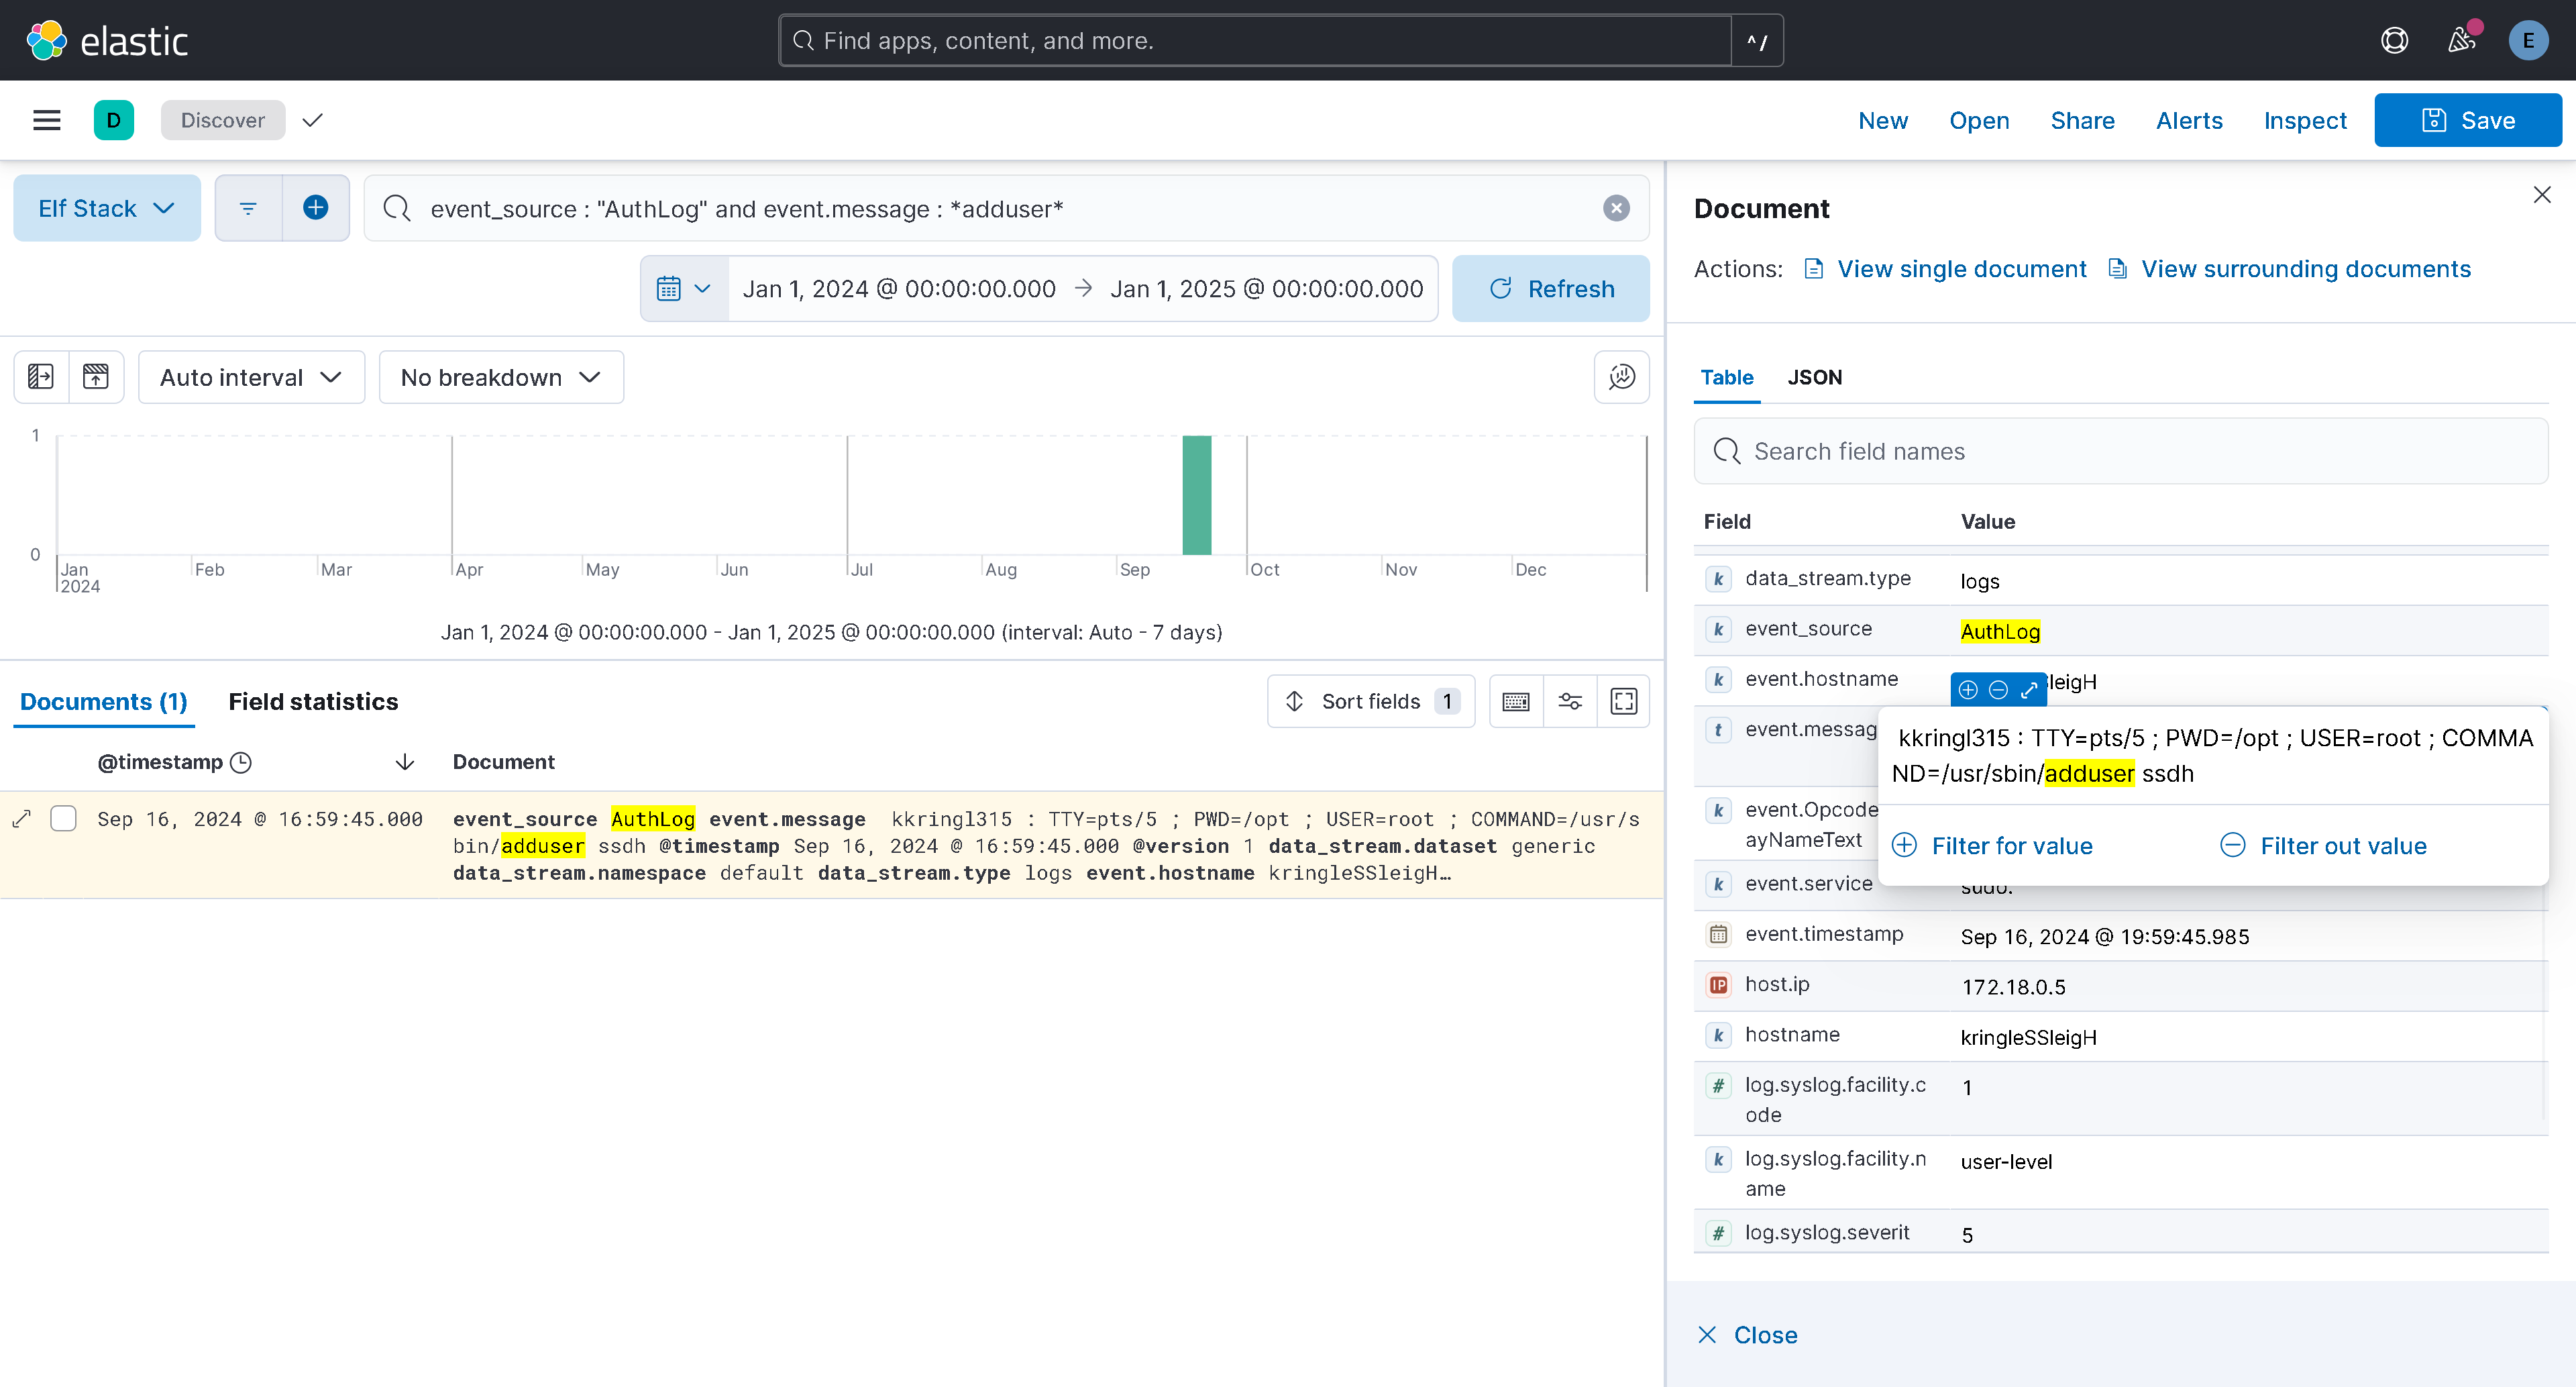 elastic
Find apps, content, and more.
^ /
E
D
Discover
New
Open
Share
Alerts
Inspect
Save
Elf Stack
event_source : "AuthLog" and event.message : *adduser*
Jan 1, 2024 @ 00:00:00.000 → Jan 1, 2025 @ 00:00:00.000
Refresh
Auto interval
No breakdown
1
0
Jan
2024
Feb
Mar
Apr
May
Jun
Jul
Aug
Sep
Oct
Nov
Dec
Jan 1, 2024 @ 00:00:00.000 - Jan 1, 2025 @ 00:00:00.000 (interval: Auto - 7 days)
Documents (1)
Field statistics
Sort fields 1
@timestamp
Document
Sep 16, 2024 @ 16:59:45.000
event_source AuthLog event.message kkringl315 : TTY=pts/5 ; PWD=/opt ; USER=root ; COMMAND=/usr/s
bin/adduser ssdh @timestamp Sep 16, 2024 @ 16:59:45.000 @version 1 data_stream.dataset generic
data_stream.namespace default data_stream.type logs event.hostname kringleSSleigH…
Document
Actions:
View single document
View surrounding documents
Table
JSON
Search field names
Field
Value
k data_stream.type
logs
k event_source
AuthLog
k event.hostname
leigH
t event.messag
kkringl315 : TTY=pts/5 ; PWD=/opt ; USER=root ; COMMA
ND=/usr/sbin/adduser ssdh
Filter for value
Filter out value
k event.Opcode
ayNameText
k event.service
sudo:
event.timestamp
Sep 16, 2024 @ 19:59:45.985
IP host.ip
172.18.0.5
k hostname
kringleSSleigH
# log.syslog.facility.c
ode
1
k log.syslog.facility.n
ame
user-level
# log.syslog.severit
5
Close